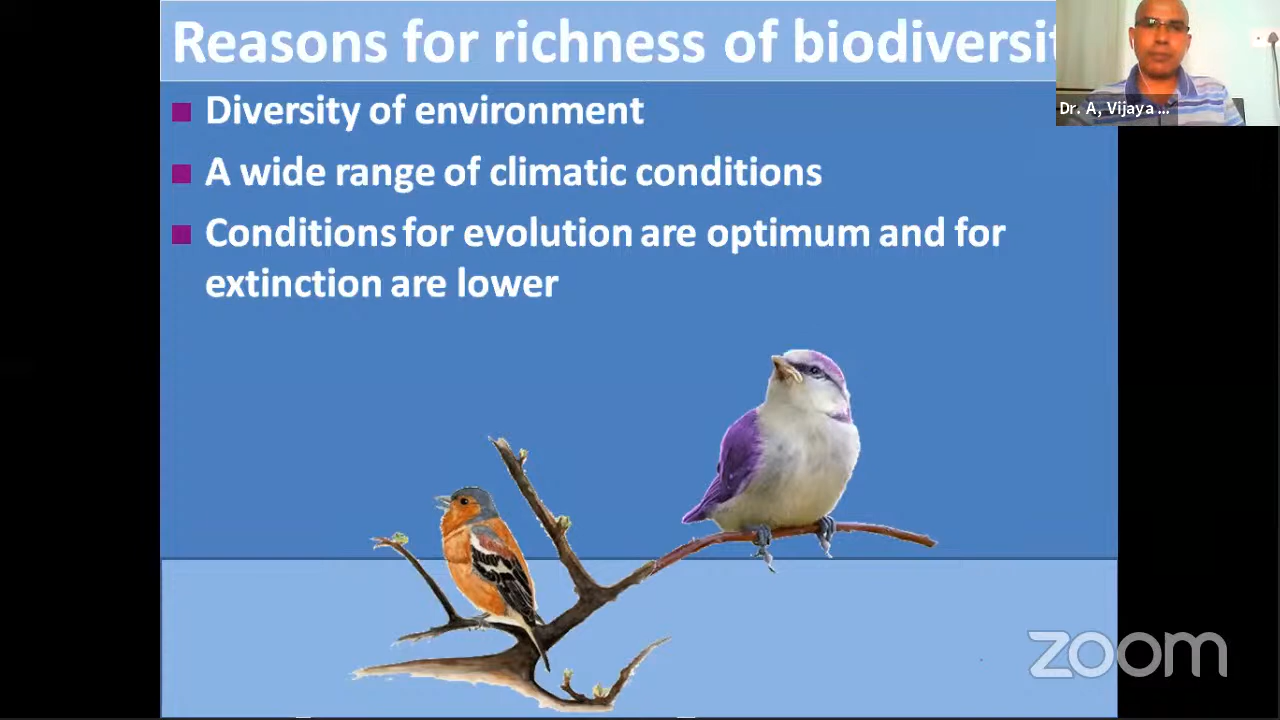 Reasons for richness of biodiversit
Dr. A, Vijaya ...
Diversity of environment
A wide range of climatic conditions
Conditions for evolution are optimum and for
extinction are lower
zoom